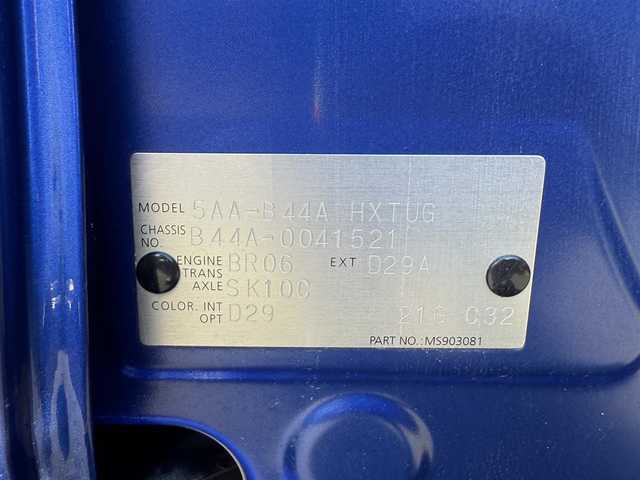 MODEL 5AA-B44A HXTUG
CHASSIS NO. B44A-0041521
ENGINE BR06 EXT D29A
TRANS
AXLE SK10C
COLOR. INT D29
OPT
PART NO.:MS903081